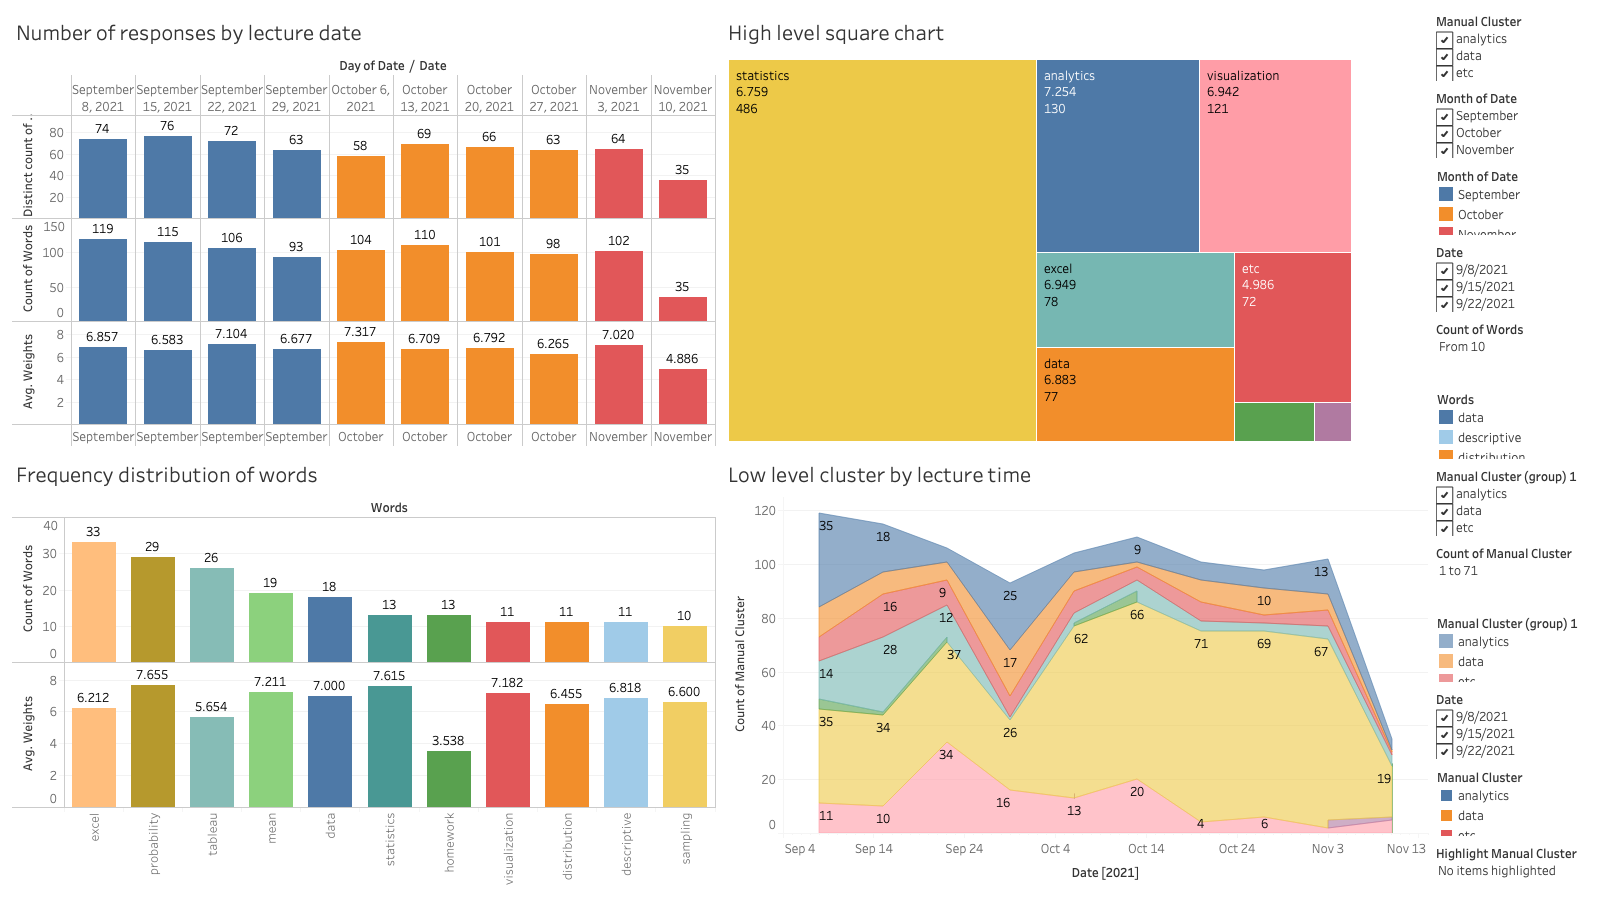 Number of responses by lecture date
Day of Date / Date
September 8, 2021
September 15, 2021
September 22, 2021
September 29, 2021
October 6, 2021
October 13, 2021
October 20, 2021
October 27, 2021
November 3, 2021
November 10, 2021
Distinct count of ..
80
60
40
20
74
76
72
63
58
69
66
63
64
35
Count of Words
150
100
50
0
119
115
106
93
104
110
101
98
102
35
Avg. Weights
8
6
4
2
6.857
6.583
7.104
6.677
7.317
6.709
6.792
6.265
7.020
4.886
September
September
September
September
October
October
October
October
November
November
High level square chart
statistics
6.759
486
analytics
7.254
130
visualization
6.942
121
excel
6.949
78
etc
4.986
72
data
6.883
77
Frequency distribution of words
Words
Count of Words
40
30
20
10
0
33
29
26
19
18
13
13
11
11
11
10
Avg. Weights
8
6
4
2
0
6.212
7.655
5.654
7.211
7.000
7.615
3.538
7.182
6.455
6.818
6.600
excel
probability
tableau
mean
data
statistics
homework
visualization
distribution
descriptive
sampling
Low level cluster by lecture time
Count of Manual Cluster
120
100
80
60
40
20
0
35
18
9
25
9
13
16
12
17
10
14
28
37
62
66
71
69
67
35
34
34
26
19
11
10
16
13
20
4
6
Sep 4
Sep 14
Sep 24
Oct 4
Oct 14
Oct 24
Nov 3
Nov 13
Date [2021]
Manual Cluster
analytics
data
etc
Month of Date
September
October
November
Month of Date
September
October
November
Date
9/8/2021
9/15/2021
9/22/2021
Count of Words
From 10
Words
data
descriptive
distribution
Manual Cluster (group) 1
analytics
data
etc
Count of Manual Cluster
1 to 71
Manual Cluster (group) 1
analytics
data
etc
Date
9/8/2021
9/15/2021
9/22/2021
Manual Cluster
analytics
data
etc
Highlight Manual Cluster
No items highlighted